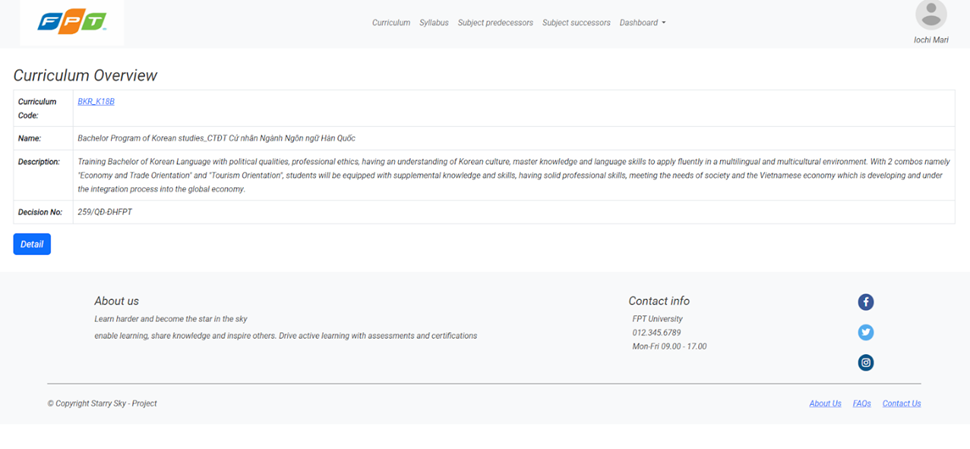 FPT
Curriculum Syllabus Subject predecessors Subject successors Dashboard
Iochi Mari
Curriculum Overview
Curriculum Code: BKR_K18B
Name: Bachelor Program of Korean studies_CTĐT Cử nhân Ngành Ngôn ngữ Hàn Quốc
Description: Training Bachelor of Korean Language with political qualities, professional ethics, having an understanding of Korean culture, master knowledge and language skills to apply fluently in a multilingual and multicultural environment. With 2 combos namely
"Economy and Trade Orientation" and "Tourism Orientation", students will be equipped with supplemental knowledge and skills, having solid professional skills, meeting the needs of society and the Vietnamese economy which is developing and under
the integration process into the global economy.
Decision No: 259/QĐ-ĐHFPT
Detail
About us
Learn harder and become the star in the sky
enable learning, share knowledge and inspire others. Drive active learning with assessments and certifications
Contact info
FPT University
012.345.6789
Mon-Fri 09.00 - 17.00
© Copyright Starry Sky - Project
About Us FAQs Contact Us